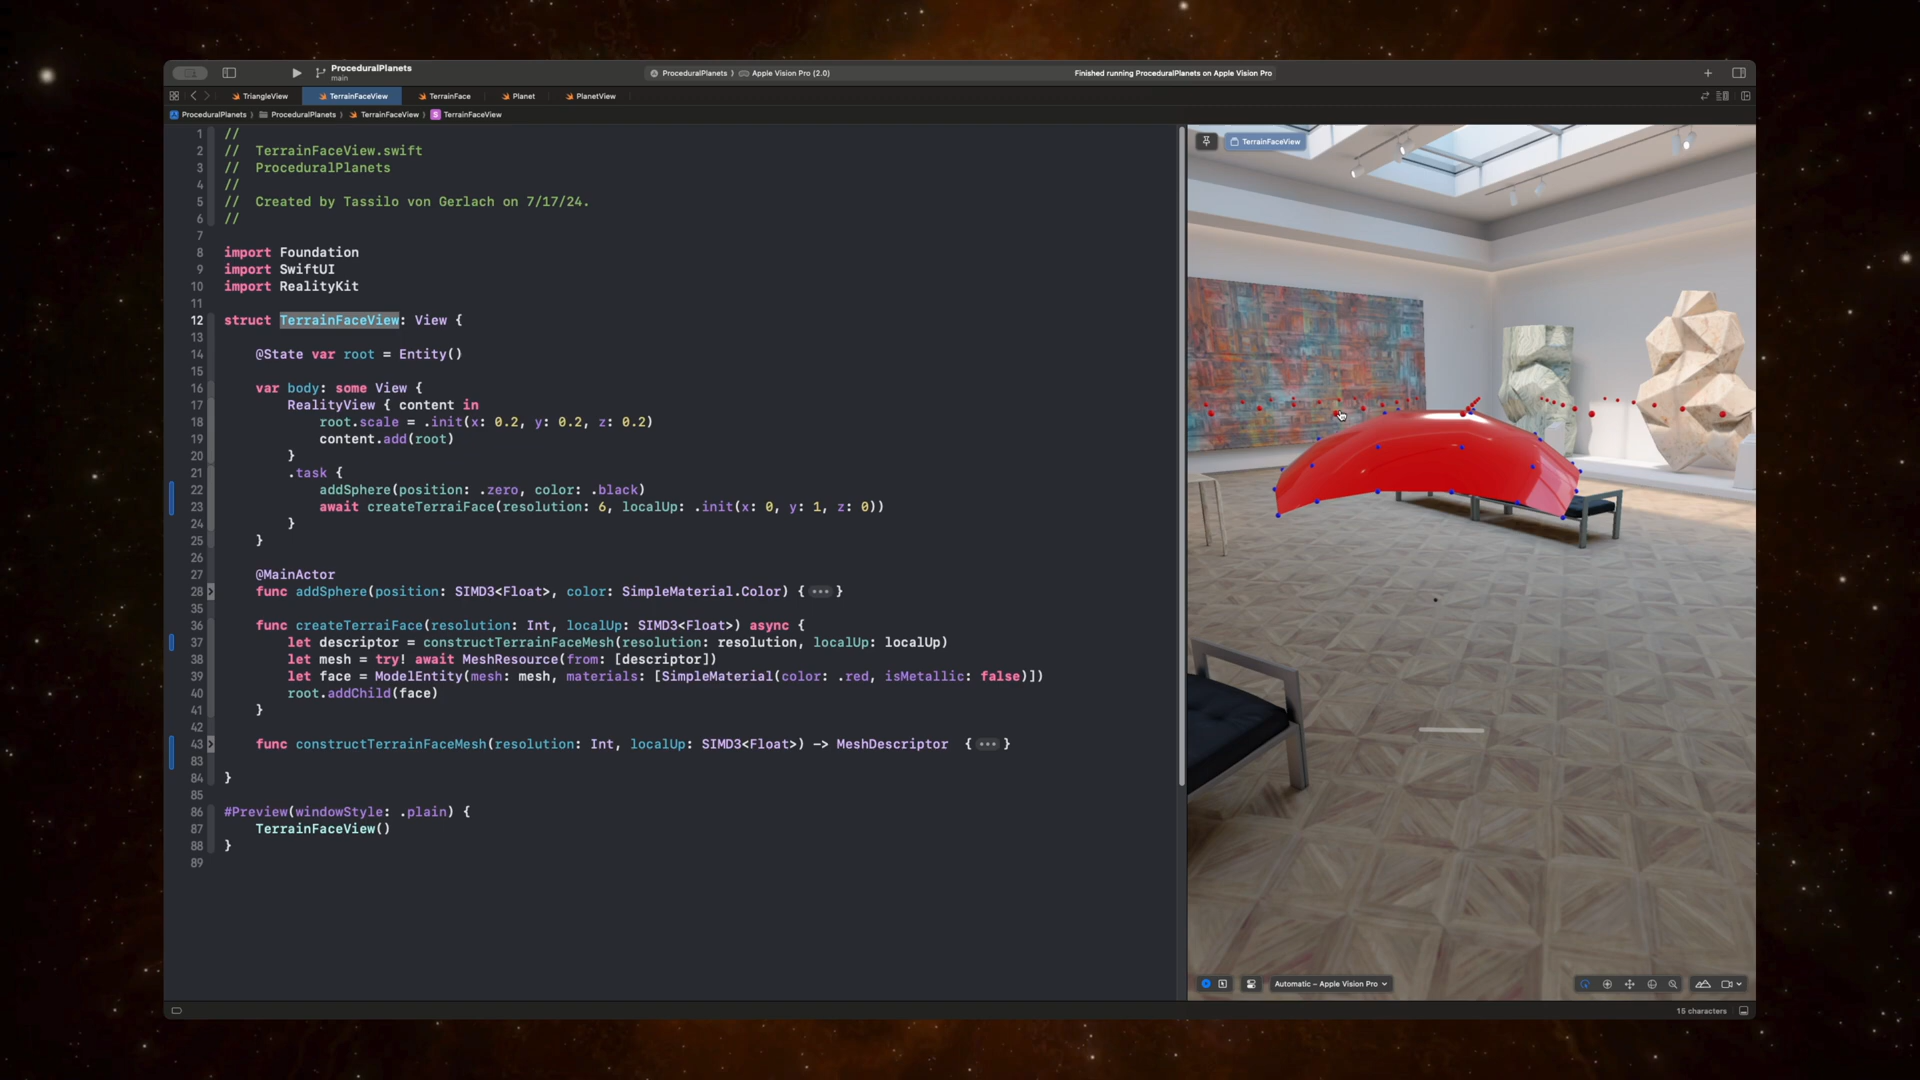 ProceduralPlanets
main
ProceduralPlanets 〉 Apple Vision Pro (2.0)
Finished running ProceduralPlanets on Apple Vision Pro
TriangleView
TerrainFaceView
TerrainFace
Planet
PlanetView
ProceduralPlanets 〉 ProceduralPlanets 〉 TerrainFaceView 〉 S TerrainFaceView
1 //
2 //  TerrainFaceView.swift
3 //  ProceduralPlanets
4 //
5 //  Created by Tassilo von Gerlach on 7/17/24.
6 //
7
8 import Foundation
9 import SwiftUI
10 import RealityKit
11
12 struct TerrainFaceView: View {
13
14     @State var root = Entity()
15
16     var body: some View {
17         RealityView { content in
18             root.scale = .init(x: 0.2, y: 0.2, z: 0.2)
19             content.add(root)
20         }
21         .task {
22             addSphere(position: .zero, color: .black)
23             await createTerraiFace(resolution: 6, localUp: .init(x: 0, y: 1, z: 0))
24         }
25     }
26
27     @MainActor
28     func addSphere(position: SIMD3<Float>, color: SimpleMaterial.Color) { ••• }
35
36     func createTerraiFace(resolution: Int, localUp: SIMD3<Float>) async {
37         let descriptor = constructTerrainFaceMesh(resolution: resolution, localUp: localUp)
38         let mesh = try! await MeshResource(from: [descriptor])
39         let face = ModelEntity(mesh: mesh, materials: [SimpleMaterial(color: .red, isMetallic: false)])
40         root.addChild(face)
41     }
42
43     func constructTerrainFaceMesh(resolution: Int, localUp: SIMD3<Float>) -> MeshDescriptor  { ••• }
83
84 }
85
86 #Preview(windowStyle: .plain) {
87     TerrainFaceView()
88 }
89
TerrainFaceView
Automatic – Apple Vision Pro
15 characters